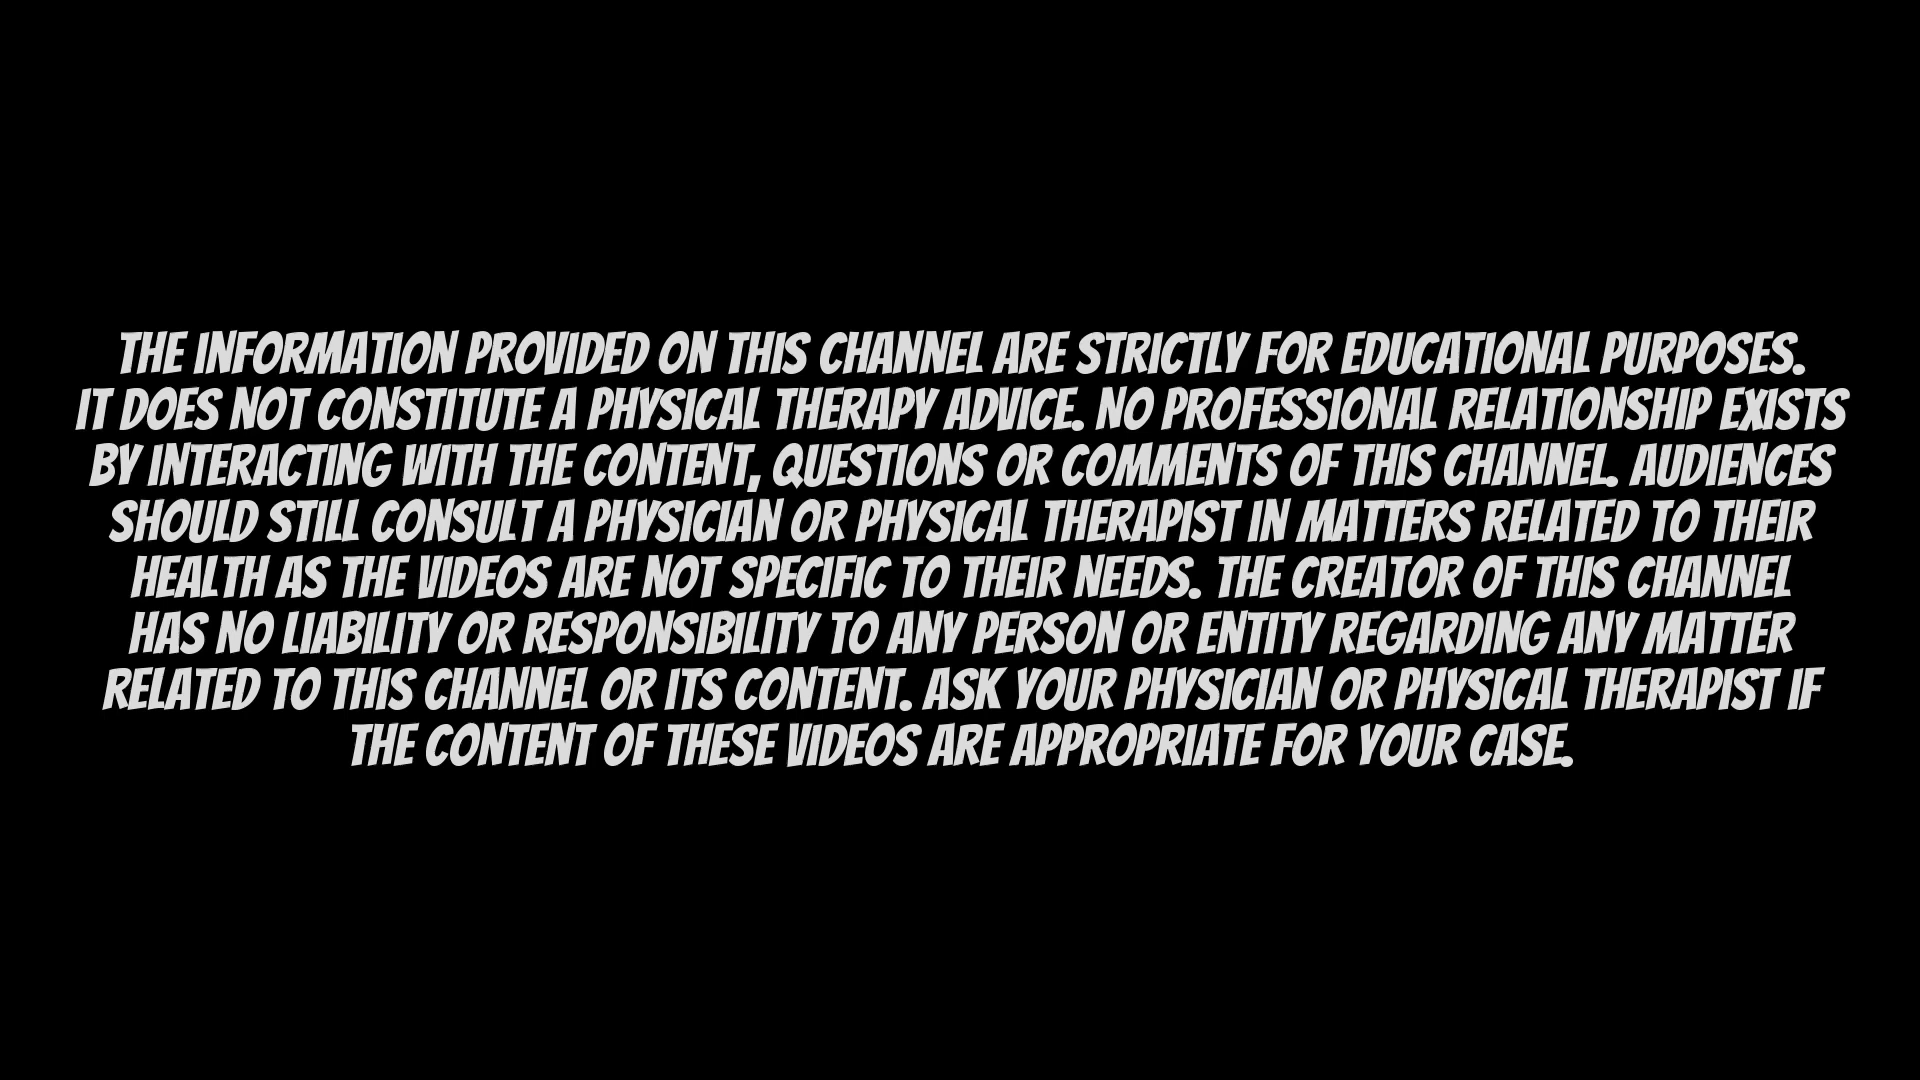 THE INFORMATION PROVIDED ON THIS CHANNEL ARE STRICTLY FOR EDUCATIONAL PURPOSES.
IT DOES NOT CONSTITUTE A PHYSICAL THERAPY ADVICE. NO PROFESSIONAL RELATIONSHIP EXISTS
BY INTERACTING WITH THE CONTENT, QUESTIONS OR COMMENTS OF THIS CHANNEL. AUDIENCES
SHOULD STILL CONSULT A PHYSICIAN OR PHYSICAL THERAPIST IN MATTERS RELATED TO THEIR
HEALTH AS THE VIDEOS ARE NOT SPECIFIC TO THEIR NEEDS. THE CREATOR OF THIS CHANNEL
HAS NO LIABILITY OR RESPONSIBILITY TO ANY PERSON OR ENTITY REGARDING ANY MATTER
RELATED TO THIS CHANNEL OR ITS CONTENT. ASK YOUR PHYSICIAN OR PHYSICAL THERAPIST IF
THE CONTENT OF THESE VIDEOS ARE APPROPRIATE FOR YOUR CASE.